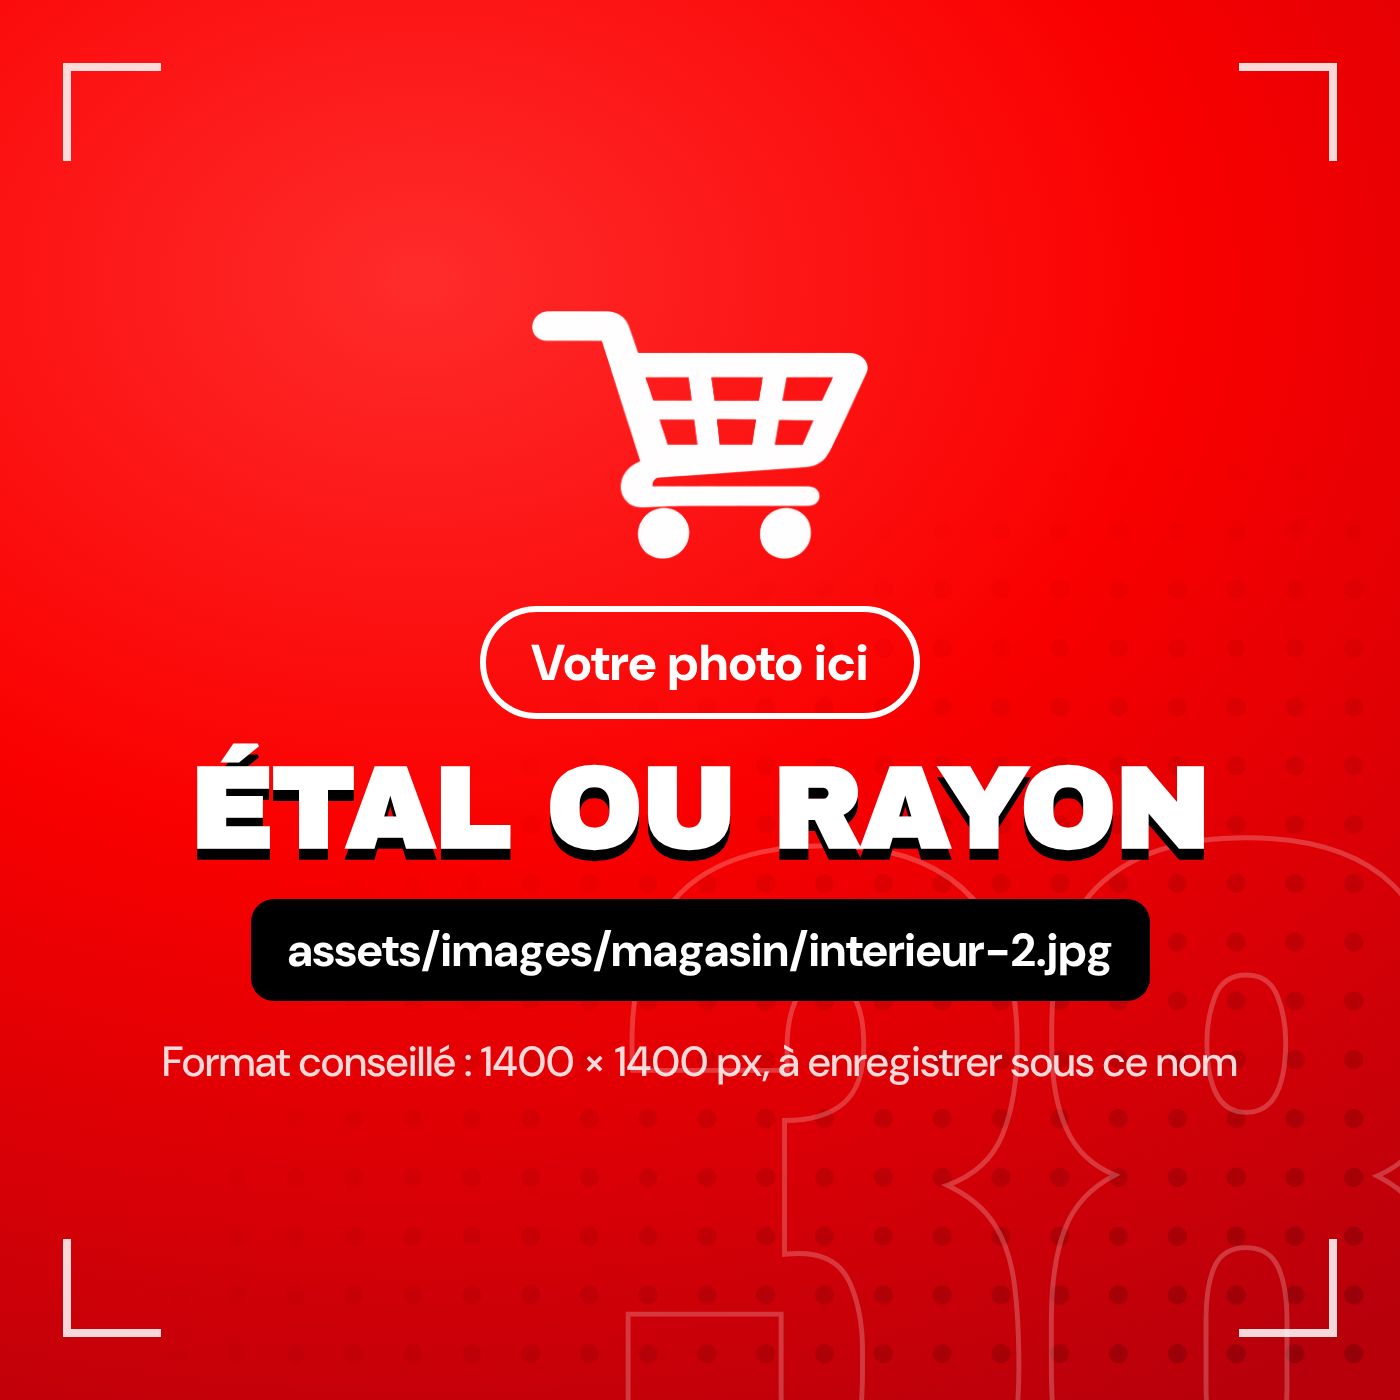 Votre photo ici
ÉTAL OU RAYON
assets/images/magasin/interieur-2.jpg
Format conseillé : 1400 × 1400 px, à enregistrer sous ce nom
38